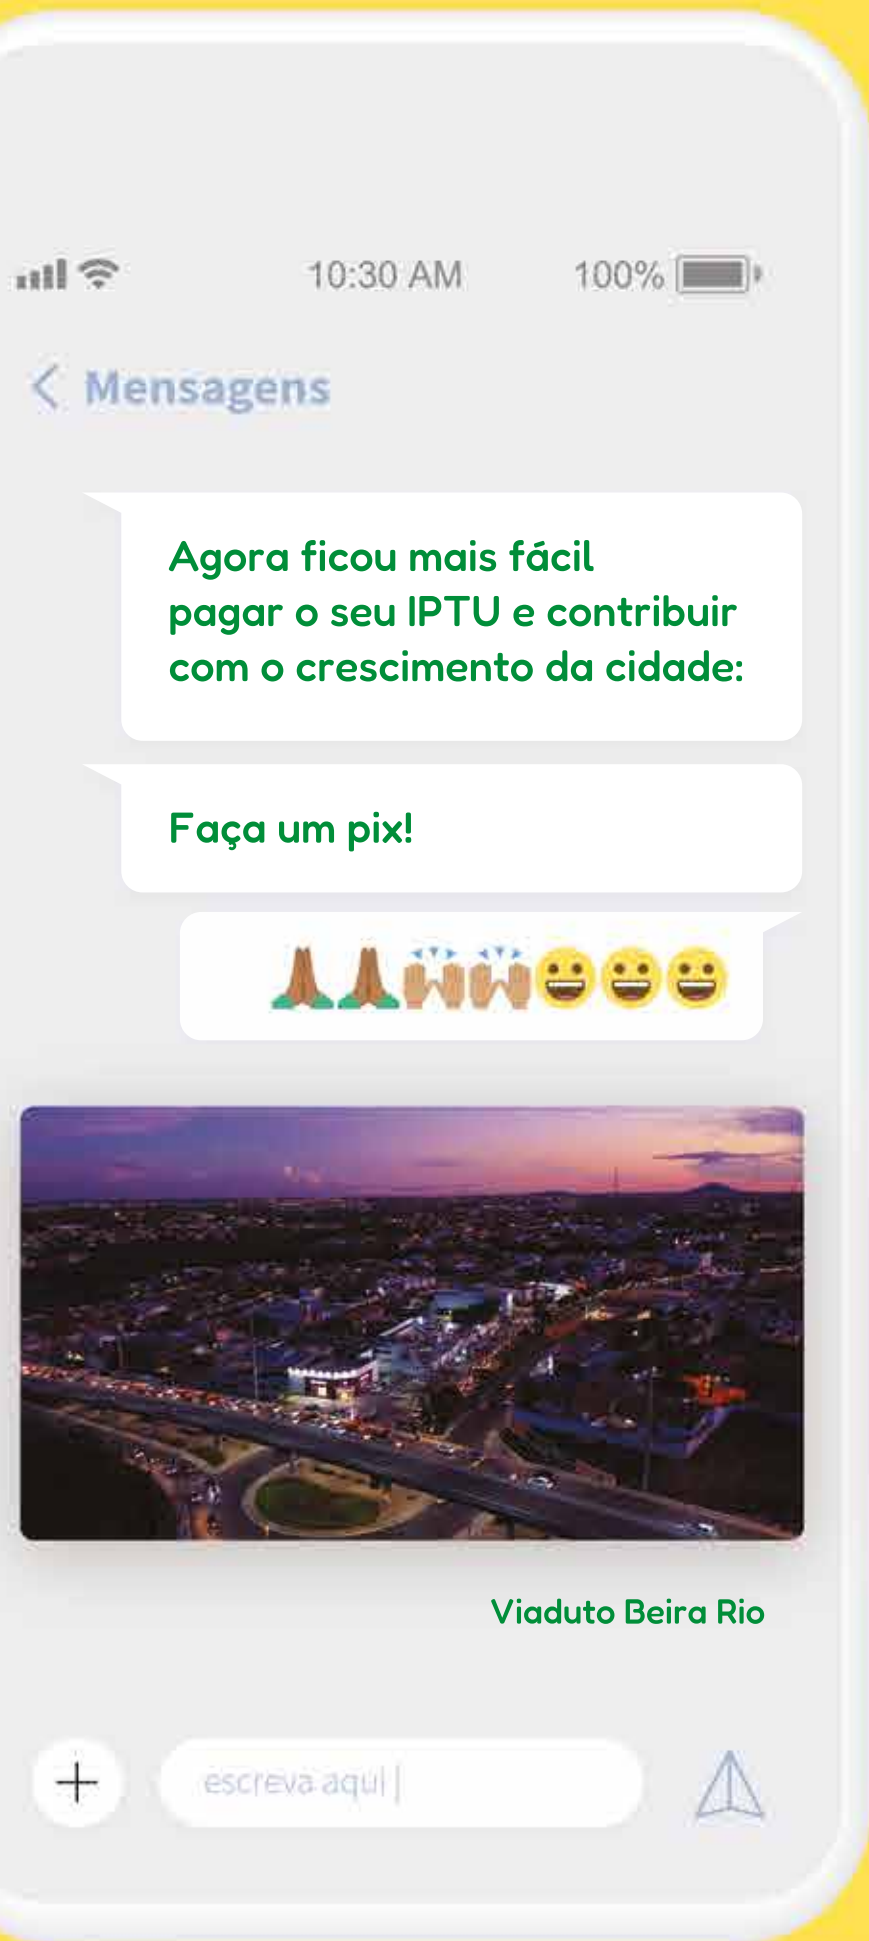 10:30 AM 100%
Mensagens
Agora ficou mais fácil
pagar o seu IPTU e contribuir
com o crescimento da cidade:
Faça um pix!
Viaduto Beira Rio
escreva aqui